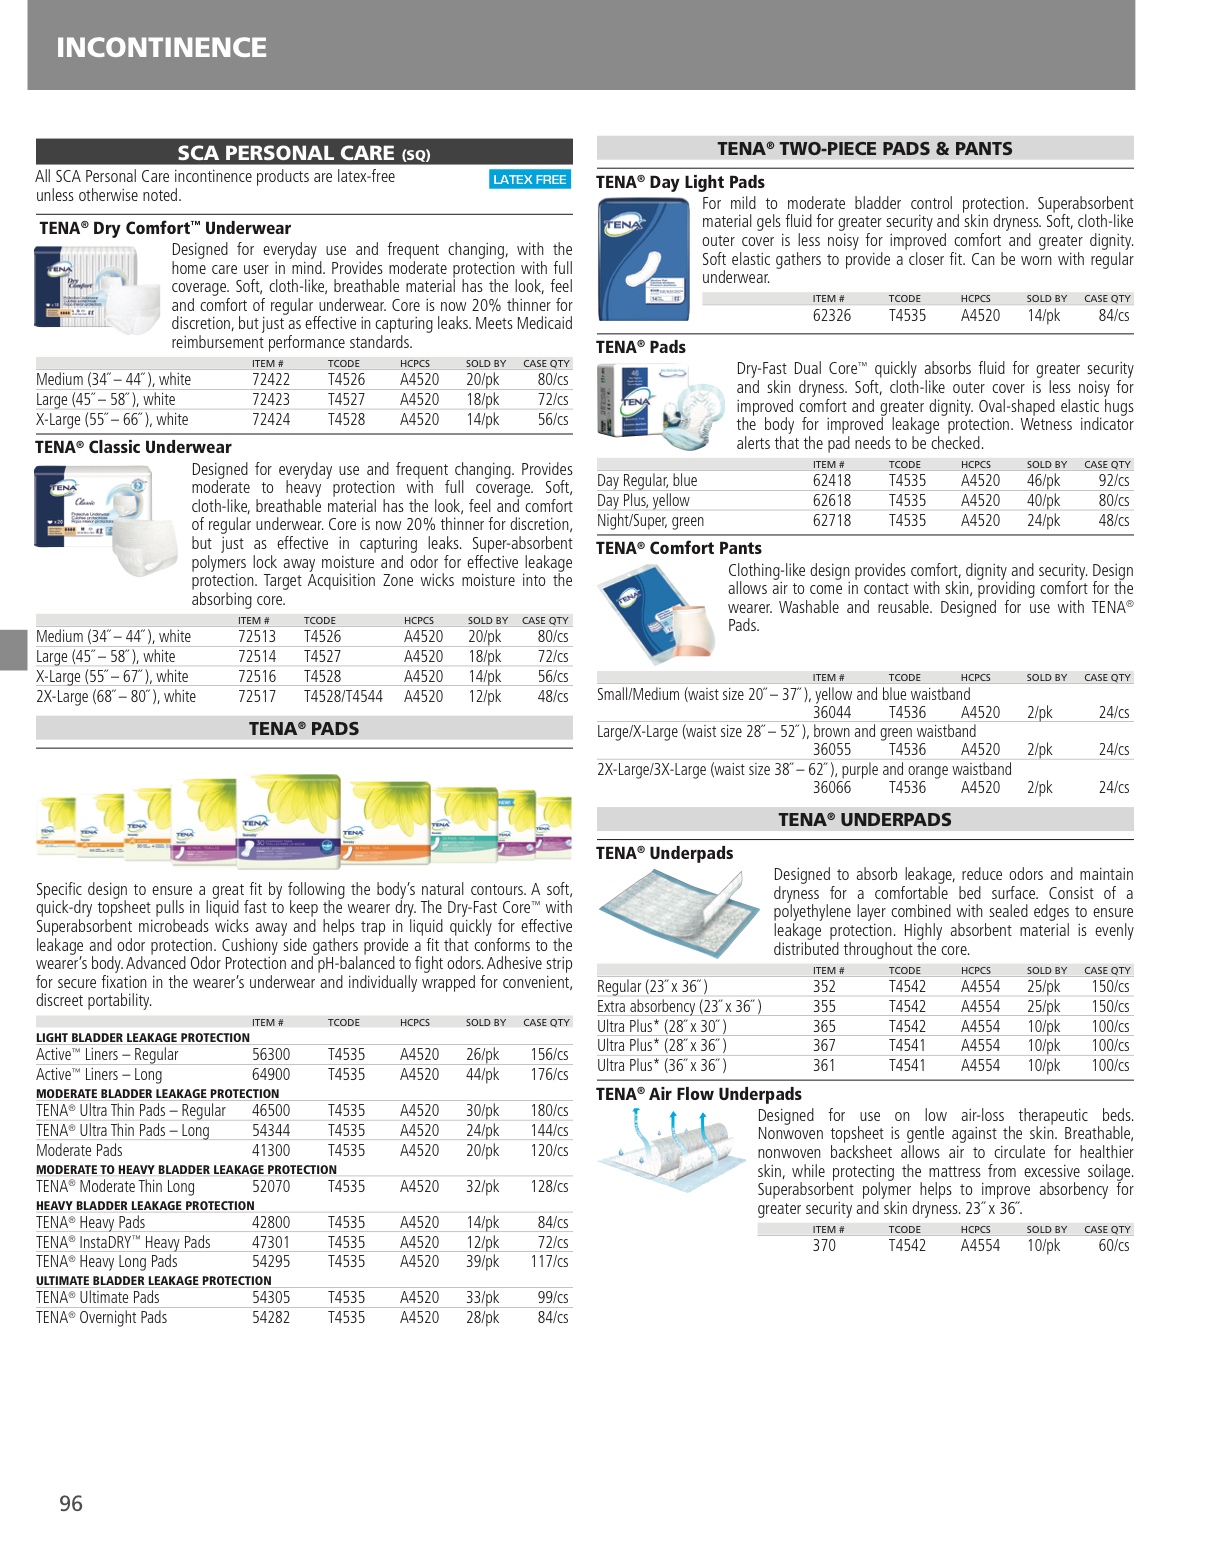 INCONTINENCE
SCA PERSONAL CARE (SQ)
All SCA Personal Care incontinence products are latex-free
unless otherwise noted.
LATEX FREE
TENA® Dry Comfort™ Underwear
Designed for everyday use and frequent changing, with the
home care user in mind. Provides moderate protection with full
coverage. Soft, cloth-like, breathable material has the look, feel
and comfort of regular underwear. Core is now 20% thinner for
discretion, but just as effective in capturing leaks. Meets Medicaid
reimbursement performance standards.
ITEM # TCODE HCPCS SOLD BY CASE QTY
Medium (34˝ – 44˝), white 72422 T4526 A4520 20/pk 80/cs
Large (45˝ – 58˝), white 72423 T4527 A4520 18/pk 72/cs
X-Large (55˝ – 66˝), white 72424 T4528 A4520 14/pk 56/cs
TENA® Classic Underwear
Designed for everyday use and frequent changing. Provides
moderate to heavy protection with full coverage. Soft,
cloth-like, breathable material has the look, feel and comfort
of regular underwear. Core is now 20% thinner for discretion,
but just as effective in capturing leaks. Super-absorbent
polymers lock away moisture and odor for effective leakage
protection. Target Acquisition Zone wicks moisture into the
absorbing core.
ITEM # TCODE HCPCS SOLD BY CASE QTY
Medium (34˝ – 44˝), white 72513 T4526 A4520 20/pk 80/cs
Large (45˝ – 58˝), white 72514 T4527 A4520 18/pk 72/cs
X-Large (55˝ – 67˝), white 72516 T4528 A4520 14/pk 56/cs
2X-Large (68˝ – 80˝), white 72517 T4528/T4544 A4520 12/pk 48/cs
TENA® PADS
Specific design to ensure a great fit by following the body's natural contours. A soft,
quick-dry topsheet pulls in liquid fast to keep the wearer dry. The Dry-Fast Core™ with
Superabsorbent microbeads wicks away and helps trap in liquid quickly for effective
leakage and odor protection. Cushiony side gathers provide a fit that conforms to the
wearer's body. Advanced Odor Protection and pH-balanced to fight odors. Adhesive strip
for secure fixation in the wearer's underwear and individually wrapped for convenient,
discreet portability.
ITEM # TCODE HCPCS SOLD BY CASE QTY
LIGHT BLADDER LEAKAGE PROTECTION
Active™ Liners – Regular 56300 T4535 A4520 26/pk 156/cs
Active™ Liners – Long 64900 T4535 A4520 44/pk 176/cs
MODERATE BLADDER LEAKAGE PROTECTION
TENA® Ultra Thin Pads – Regular 46500 T4535 A4520 30/pk 180/cs
TENA® Ultra Thin Pads – Long 54344 T4535 A4520 24/pk 144/cs
Moderate Pads 41300 T4535 A4520 20/pk 120/cs
MODERATE TO HEAVY BLADDER LEAKAGE PROTECTION
TENA® Moderate Thin Long 52070 T4535 A4520 32/pk 128/cs
HEAVY BLADDER LEAKAGE PROTECTION
TENA® Heavy Pads 42800 T4535 A4520 14/pk 84/cs
TENA® InstaDRY™ Heavy Pads 47301 T4535 A4520 12/pk 72/cs
TENA® Heavy Long Pads 54295 T4535 A4520 39/pk 117/cs
ULTIMATE BLADDER LEAKAGE PROTECTION
TENA® Ultimate Pads 54305 T4535 A4520 33/pk 99/cs
TENA® Overnight Pads 54282 T4535 A4520 28/pk 84/cs
TENA® TWO-PIECE PADS & PANTS
TENA® Day Light Pads
For mild to moderate bladder control protection. Superabsorbent
material gels fluid for greater security and skin dryness. Soft, cloth-like
outer cover is less noisy for improved comfort and greater dignity.
Soft elastic gathers to provide a closer fit. Can be worn with regular
underwear.
ITEM # TCODE HCPCS SOLD BY CASE QTY
62326 T4535 A4520 14/pk 84/cs
TENA® Pads
Dry-Fast Dual Core™ quickly absorbs fluid for greater security
and skin dryness. Soft, cloth-like outer cover is less noisy for
improved comfort and greater dignity. Oval-shaped elastic hugs
the body for improved leakage protection. Wetness indicator
alerts that the pad needs to be checked.
ITEM # TCODE HCPCS SOLD BY CASE QTY
Day Regular, blue 62418 T4535 A4520 46/pk 92/cs
Day Plus, yellow 62618 T4535 A4520 40/pk 80/cs
Night/Super, green 62718 T4535 A4520 24/pk 48/cs
TENA® Comfort Pants
Clothing-like design provides comfort, dignity and security. Design
allows air to come in contact with skin, providing comfort for the
wearer. Washable and reusable. Designed for use with TENA®
Pads.
ITEM # TCODE HCPCS SOLD BY CASE QTY
Small/Medium (waist size 20˝ – 37˝), yellow and blue waistband
36044 T4536 A4520 2/pk 24/cs
Large/X-Large (waist size 28˝ – 52˝), brown and green waistband
36055 T4536 A4520 2/pk 24/cs
2X-Large/3X-Large (waist size 38˝ – 62˝), purple and orange waistband
36066 T4536 A4520 2/pk 24/cs
TENA® UNDERPADS
TENA® Underpads
Designed to absorb leakage, reduce odors and maintain
dryness for a comfortable bed surface. Consist of a
polyethylene layer combined with sealed edges to ensure
leakage protection. Highly absorbent material is evenly
distributed throughout the core.
ITEM # TCODE HCPCS SOLD BY CASE QTY
Regular (23˝ x 36˝) 352 T4542 A4554 25/pk 150/cs
Extra absorbency (23˝ x 36˝) 355 T4542 A4554 25/pk 150/cs
Ultra Plus* (28˝ x 30˝) 365 T4542 A4554 10/pk 100/cs
Ultra Plus* (28˝ x 36˝) 367 T4541 A4554 10/pk 100/cs
Ultra Plus* (36˝ x 36˝) 361 T4541 A4554 10/pk 100/cs
TENA® Air Flow Underpads
Designed for use on low air-loss therapeutic beds.
Nonwoven topsheet is gentle against the skin. Breathable,
nonwoven backsheet allows air to circulate for healthier
skin, while protecting the mattress from excessive soilage.
Superabsorbent polymer helps to improve absorbency for
greater security and skin dryness. 23˝ x 36˝.
ITEM # TCODE HCPCS SOLD BY CASE QTY
370 T4542 A4554 10/pk 60/cs
96